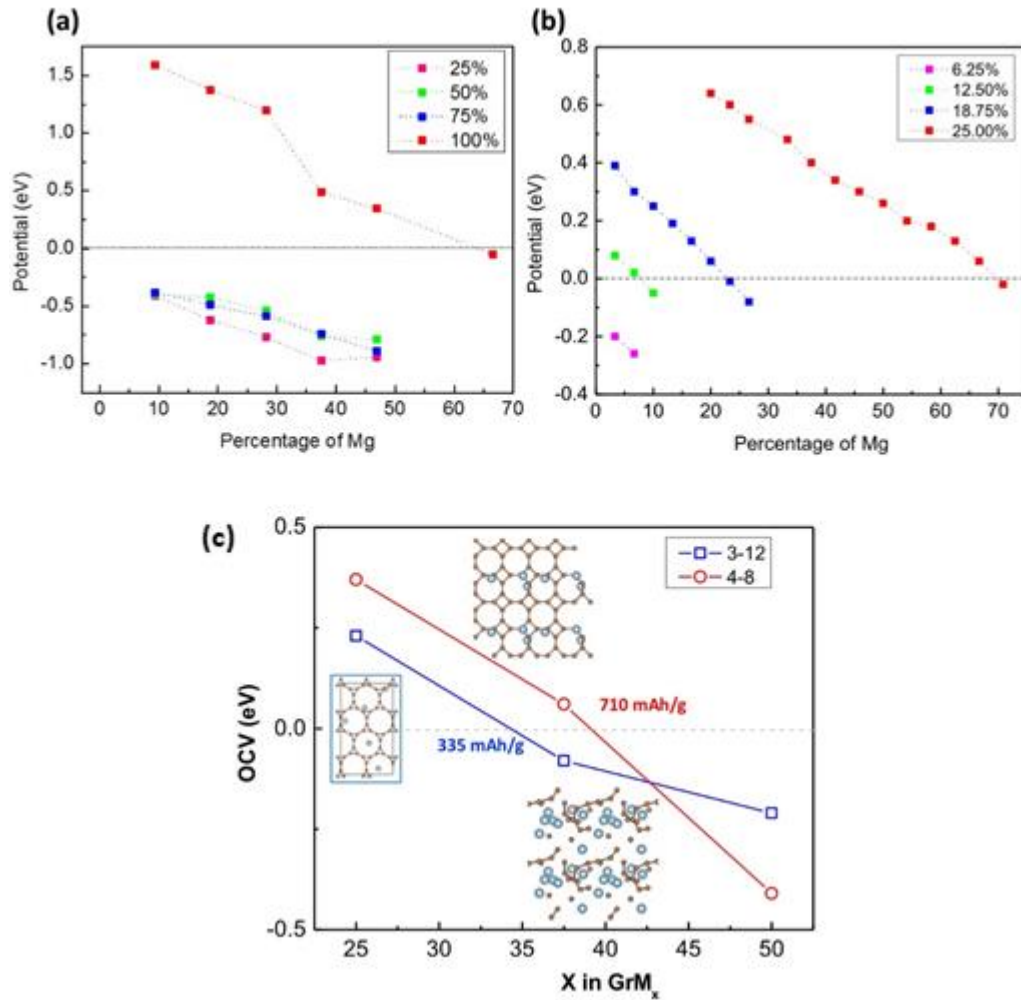 (a)
Potential (eV)
1.5
1.0
0.5
0.0
-0.5
-1.0
0 10 20 30 40 50 60 70
Percentage of Mg
25%
50%
75%
100%
(b)
Potential (eV)
0.8
0.6
0.4
0.2
0.0
-0.2
-0.4
0 10 20 30 40 50 60 70
Percentage of Mg
6.25%
12.50%
18.75%
25.00%
(c)
OCV (eV)
0.5
0.0
-0.5
3-12
4-8
710 mAh/g
335 mAh/g
25 30 35 40 45 50
X in GrMₓ